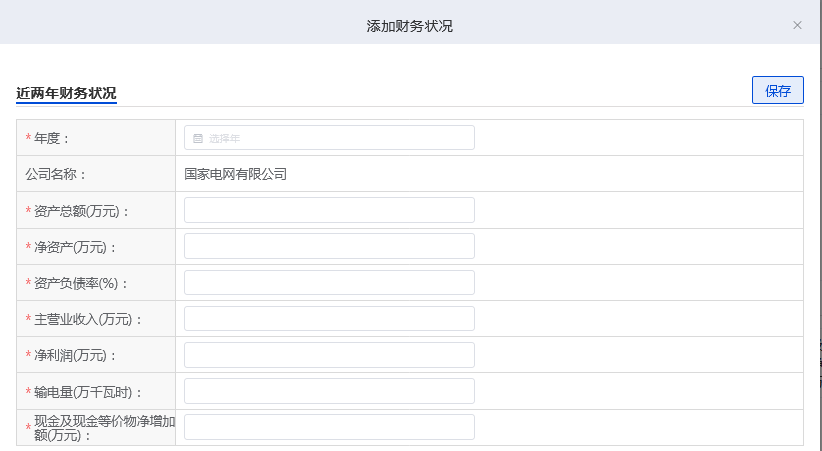 添加财务状况
近两年财务状况
保存
* 年度：
选择年
公司名称：
国家电网有限公司
* 资产总额(万元)：
* 净资产(万元)：
* 资产负债率(%)：
* 主营业收入(万元)：
* 净利润(万元)：
* 输电量(万千瓦时)：
* 现金及现金等价物净增加
额(万元)：